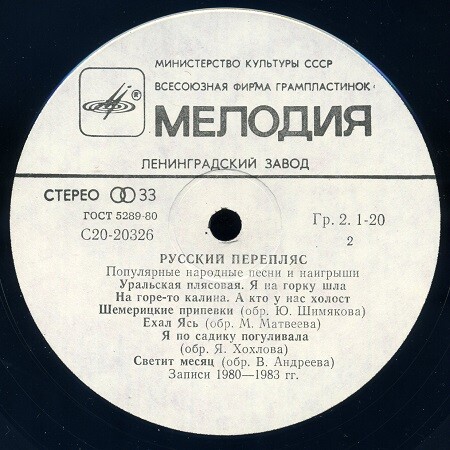 МИНИСТЕРСТВО КУЛЬТУРЫ СССР
ВСЕСОЮЗНАЯ ФИРМА ГРАМПЛАСТИНОК
МЕЛОДИЯ
ЛЕНИНГРАДСКИЙ ЗАВОД
СТЕРЕО 33
ГОСТ 5289-80
Гр. 2. 1-20
С20-20326
2
РУССКИЙ ПЕРЕПЛЯС
Популярные народные песни и наигрыши
Уральская плясовая. Я на горку шла
На горе-то калина. А кто у нас холост
Шемерицкие припевки (обр. Ю. Шимякова)
Ехал Ясь (обр. М. Матвеева)
Я по садику погуливала
(обр. Я. Хохлова)
Светит месяц (обр. В. Андреева)
Записи 1980—1983 гг.